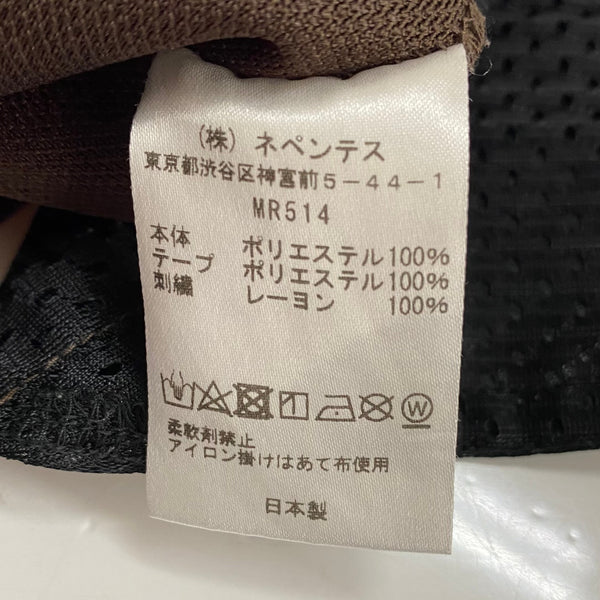 (株) ネペンテス
東京都渋谷区神宮前5-44-1
MR514
本体 ポリエステル100%
テープ ポリエステル100%
刺繍 レーヨン 100%
W
柔軟剤禁止
アイロン掛けはあて布使用
日本製